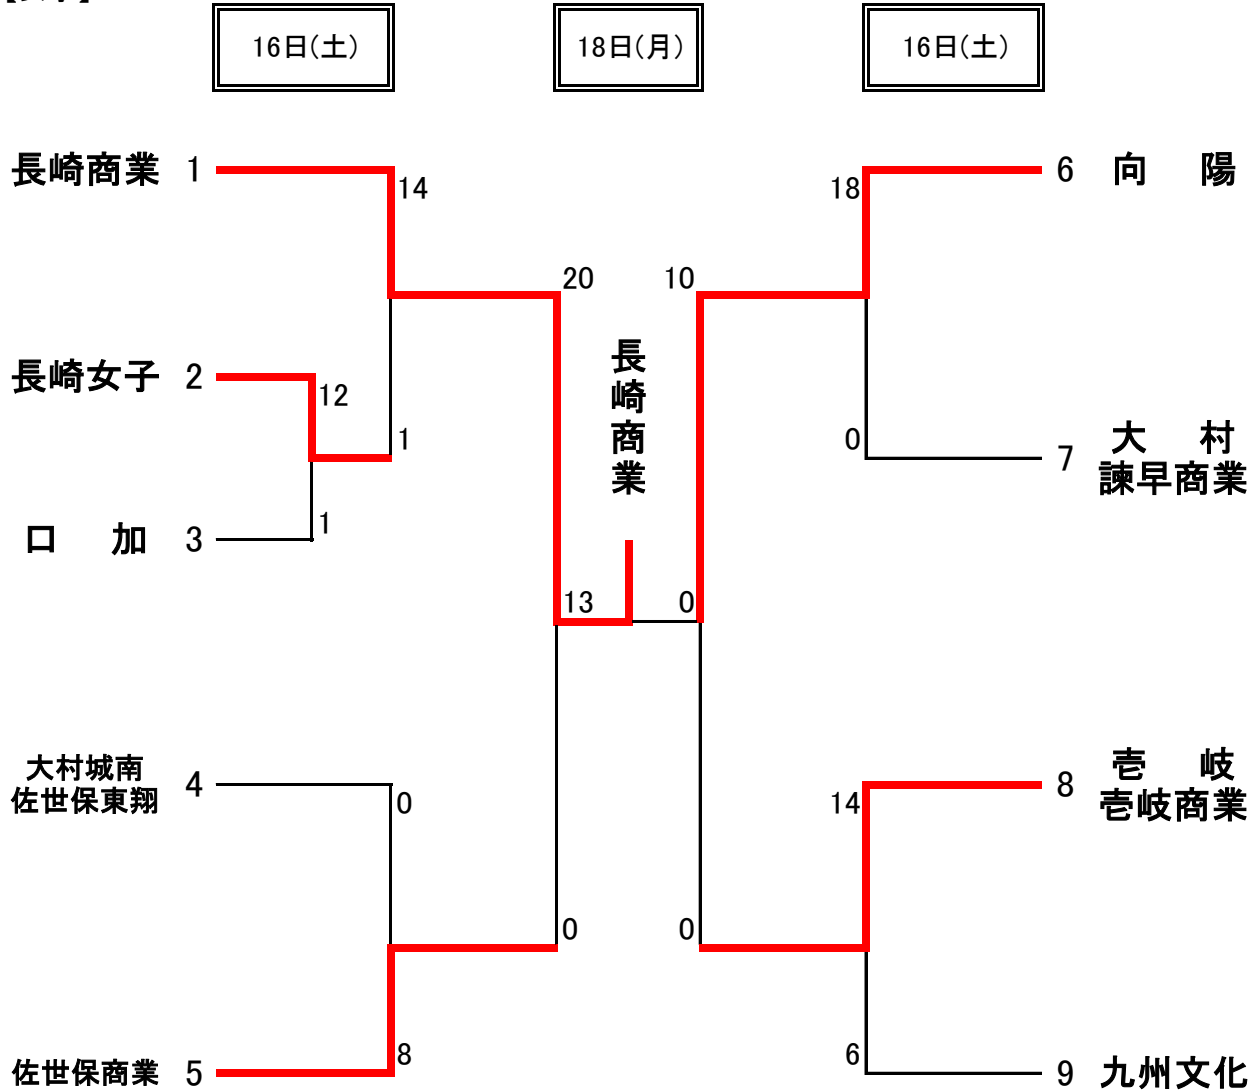 16日(土)
18日(月)
16日(土)
長崎商業 1
14
18
6 向 陽
20
10
長崎商業
長崎女子 2
12
1
0
7
大 村
諫早商業
口 加 3
1
13
0
大村城南
佐世保東翔
4
0
14
8
壱 岐
壱岐商業
0
0
佐世保商業 5
8
6
9 九州文化